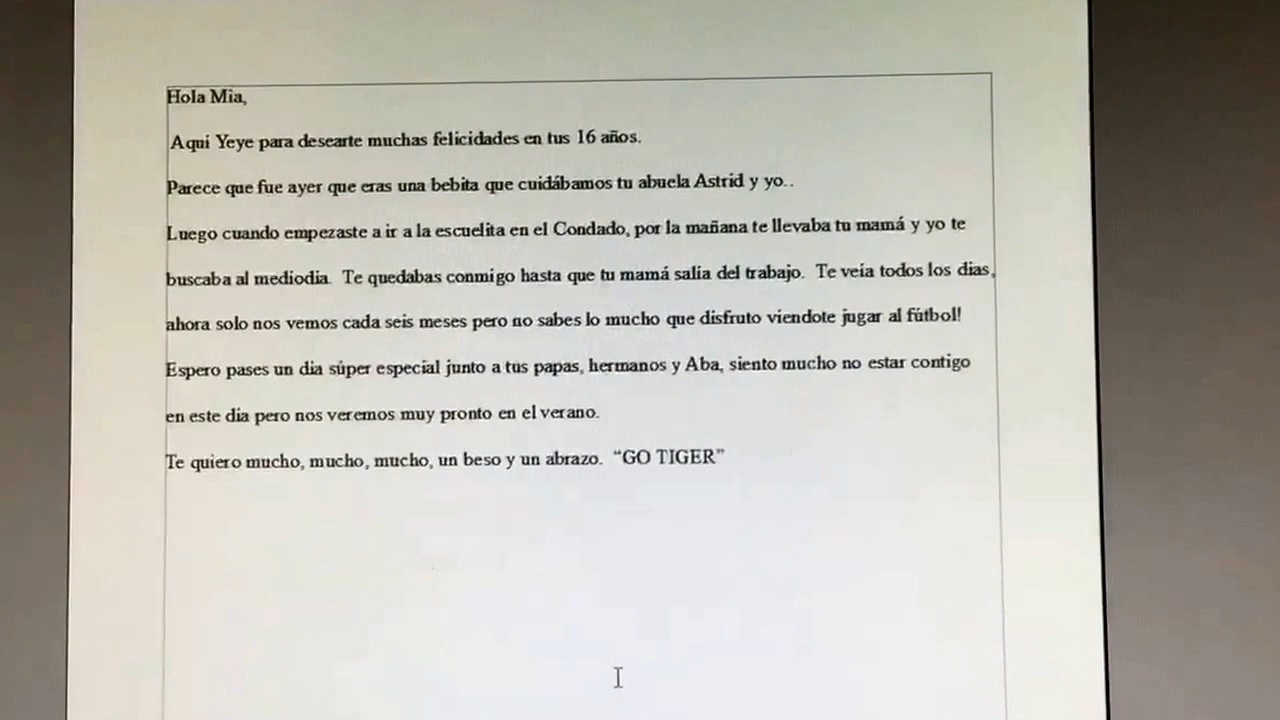 Hola Mia,
Aquí Yeye para desearte muchas felicidades en tus 16 años.
Parece que fue ayer que eras una bebita que cuidábamos tu abuela Astrid y yo..
Luego cuando empezaste a ir a la escuelita en el Condado, por la mañana te llevaba tu mamá y yo te
buscaba al mediodia.  Te quedabas conmigo hasta que tu mamá salía del trabajo.  Te veía todos los dias,
ahora solo nos vemos cada seis meses pero no sabes lo mucho que disfruto viendote jugar al fútbol!
Espero pases un dia súper especial junto a tus papas, hermanos y Aba, siento mucho no estar contigo
en este dia pero nos veremos muy pronto en el verano.
Te quiero mucho, mucho, mucho, un beso y un abrazo.  “GO TIGER”